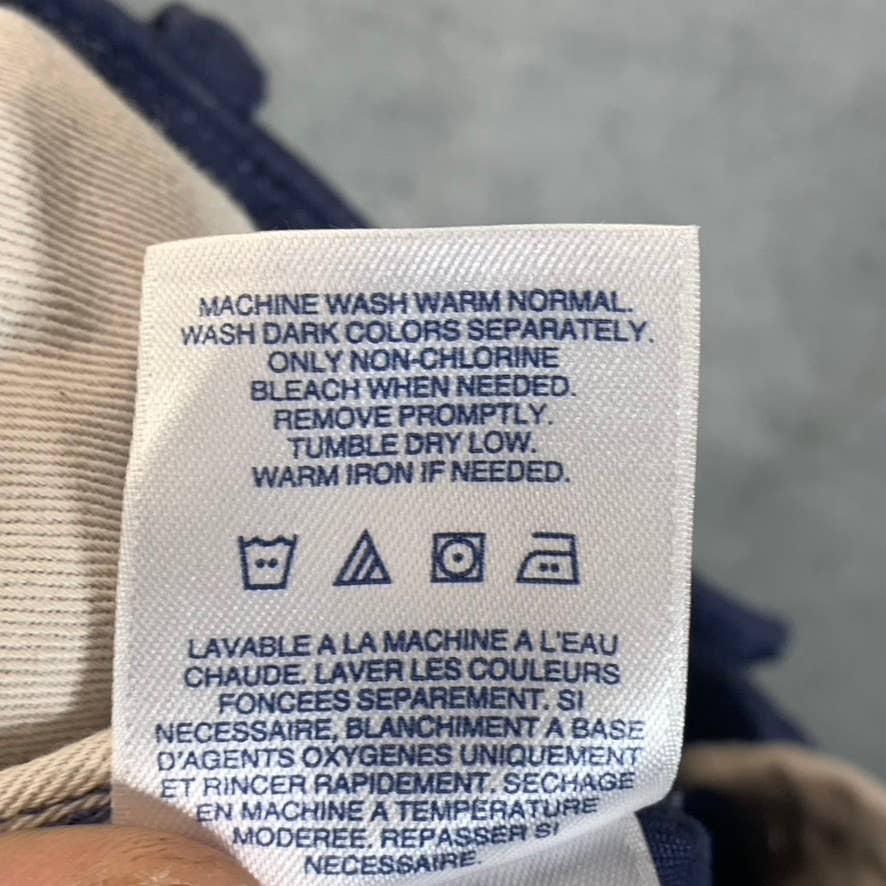 MACHINE WASH WARM NORMAL.
WASH DARK COLORS SEPARATELY.
ONLY NON-CHLORINE
BLEACH WHEN NEEDED.
REMOVE PROMPTLY.
TUMBLE DRY LOW.
WARM IRON IF NEEDED.
LAVABLE A LA MACHINE A L'EAU
CHAUDE. LAVER LES COULEURS
FONCEES SEPAREMENT. SI
NECESSAIRE, BLANCHIMENT A BASE
D'AGENTS OXYGENES UNIQUEMENT
ET RINCER RAPIDEMENT. SECHAGE
EN MACHINE A TEMPERATURE
MODEREE. REPASSER SI
NECESSAIRE.